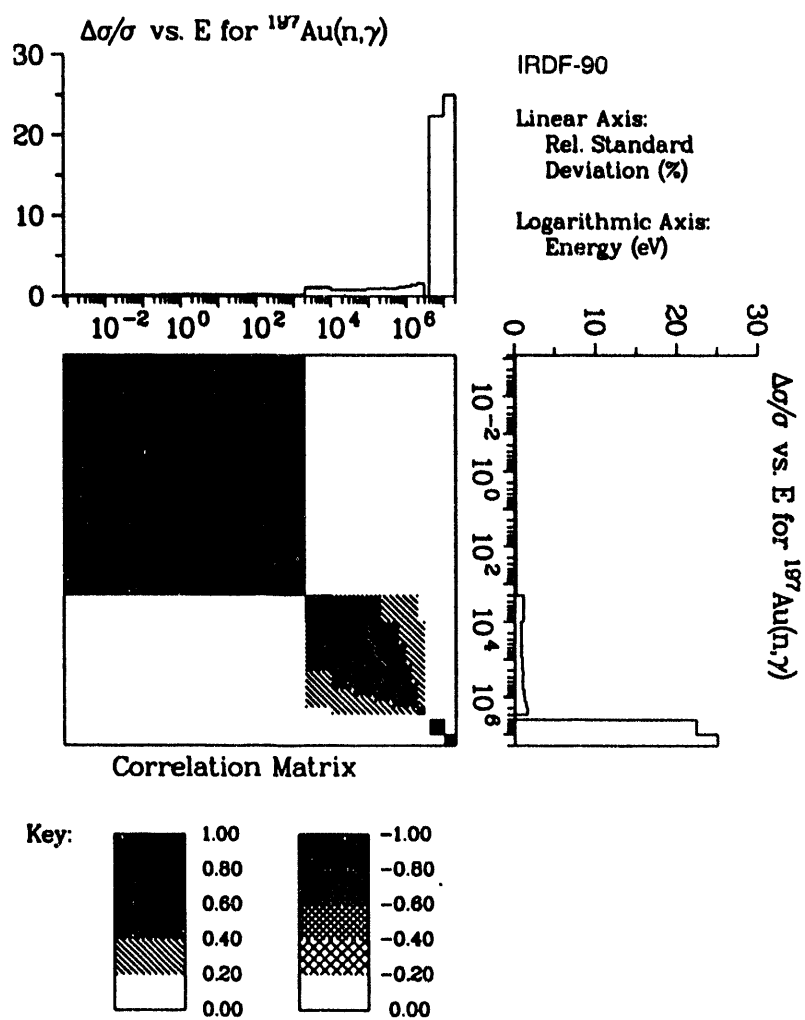 Δσ/σ vs. E for ¹⁹⁷Au(n,γ)
30
25
20
15
10
5
0
10⁻² 10⁰ 10² 10⁴ 10⁶
IRDF-90
Linear Axis:
Rel. Standard
Deviation (%)
Logarithmic Axis:
Energy (eV)
0 10 20 30
10⁻²
10⁰
10²
10⁴
10⁶
Δσ/σ vs. E for ¹⁹⁷Au(n,γ)
Correlation Matrix
Key:
1.00 -1.00
0.80 -0.80
0.60 -0.60
0.40 -0.40
0.20 -0.20
0.00 0.00